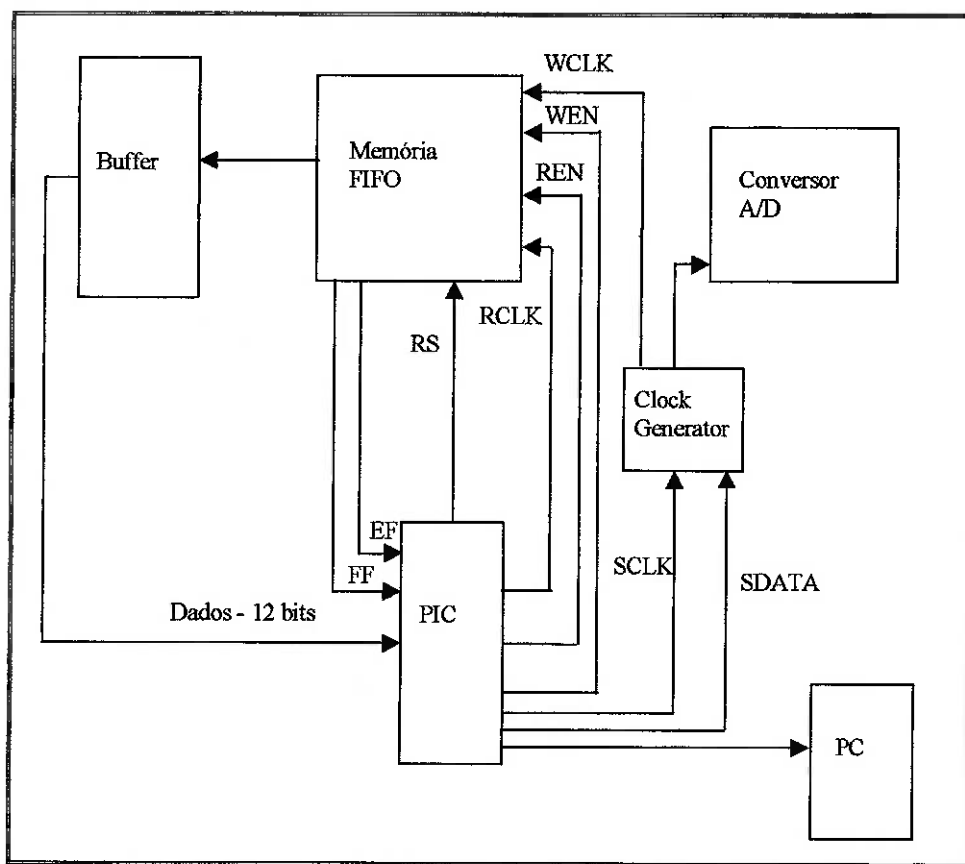 WCLK
WEN
Buffer
Memória
FIFO
REN
Conversor
A/D
RCLK
RS
Clock
Generator
EF
FF
SCLK
SDATA
Dados - 12 bits
PIC
PC